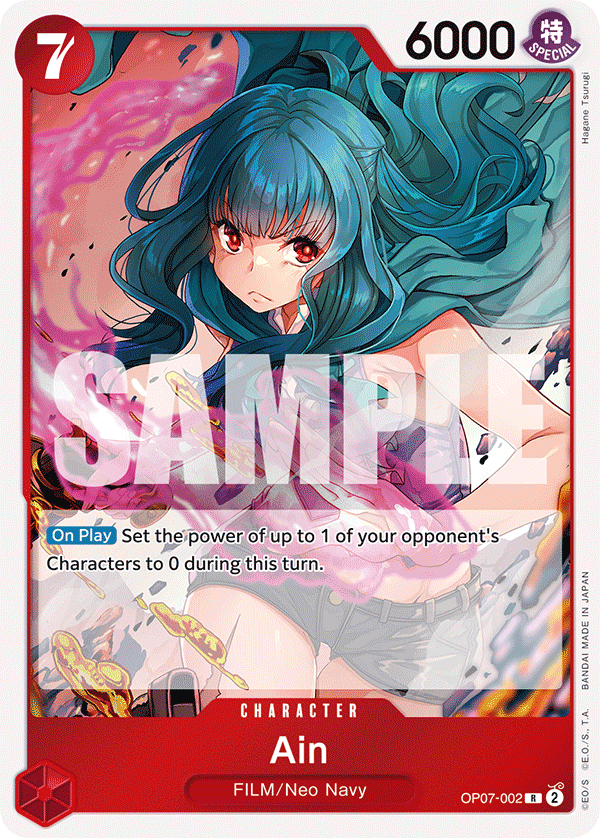 7
6000
特
SPECIAL
Hagane Tsurugi
SAMPLE
On Play Set the power of up to 1 of your opponent's
Characters to 0 during this turn.
CHARACTER
Ain
FILM/Neo Navy
OP07-002 R 2
©EO/S ©E.O./S., T.A. BANDAI MADE IN JAPAN